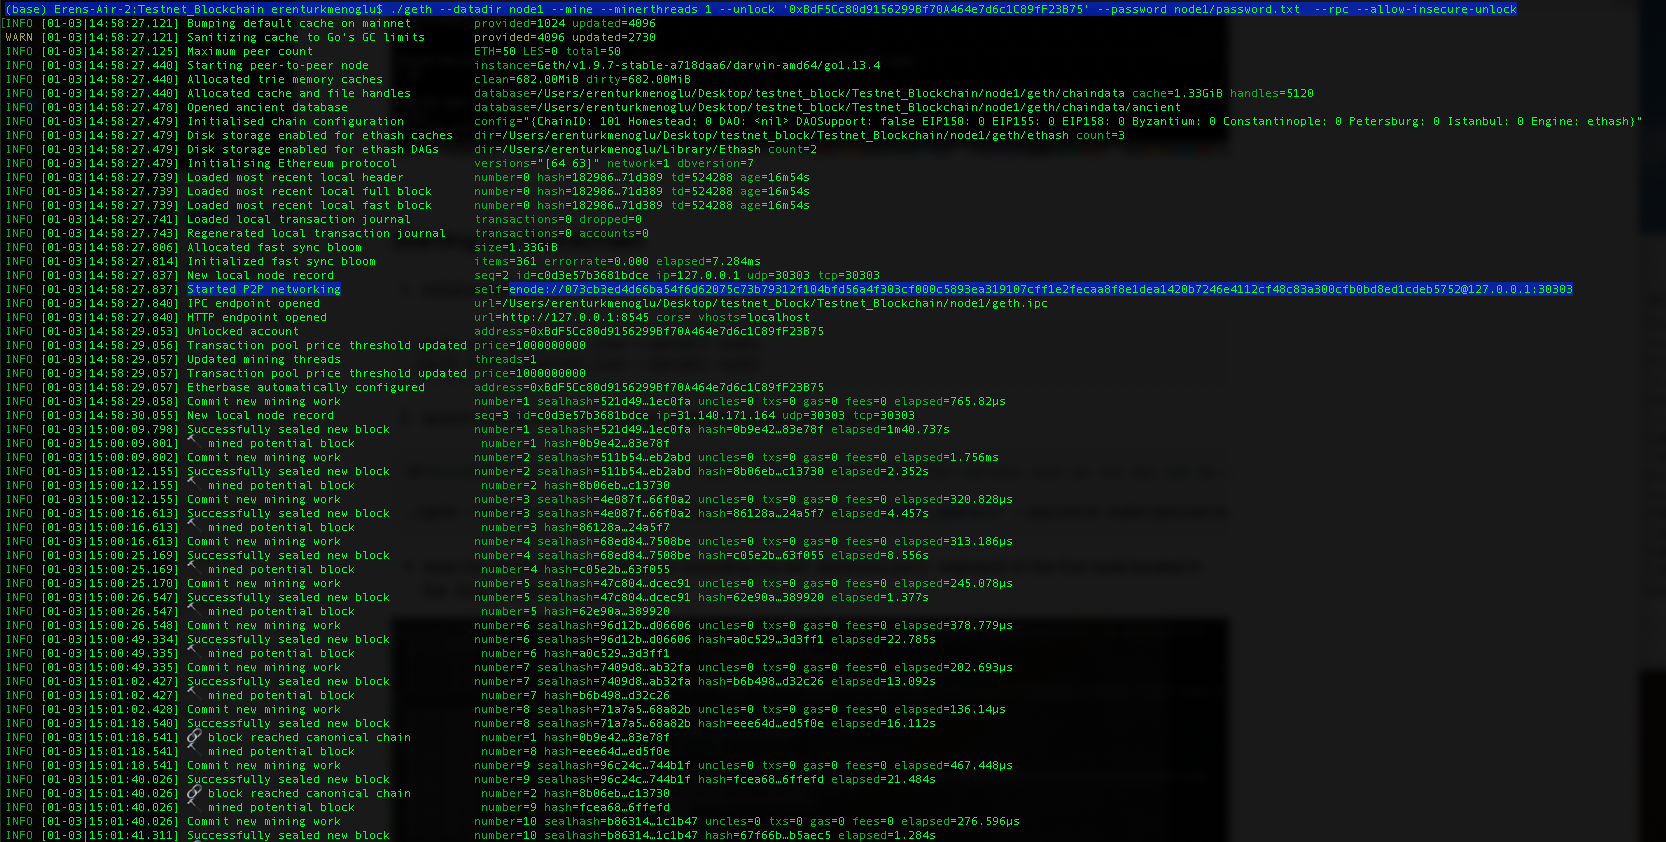 (base) Erens-Air-2:Testnet_Blockchain erenturkmenoglu$ ./geth --datadir node1 --mine --minerthreads 1 --unlock '0xBdF5Cc80d9156299Bf70A464e7d6c1C89fF23B75' --password node1/password.txt  --rpc --allow-insecure-unlock
INFO [01-03|14:58:27.121] Bumping default cache on mainnet provided=1024 updated=4096
WARN [01-03|14:58:27.121] Sanitizing cache to Go's GC limits provided=4096 updated=2730
INFO [01-03|14:58:27.125] Maximum peer count ETH=50 LES=0 total=50
INFO [01-03|14:58:27.440] Starting peer-to-peer node instance=Geth/v1.9.7-stable-a718daa6/darwin-amd64/go1.13.4
INFO [01-03|14:58:27.440] Allocated trie memory caches clean=682.00MiB dirty=682.00MiB
INFO [01-03|14:58:27.440] Allocated cache and file handles database=/Users/erenturkmenoglu/Desktop/testnet_block/Testnet_Blockchain/node1/geth/chaindata cache=1.33GiB handles=5120
INFO [01-03|14:58:27.478] Opened ancient database database=/Users/erenturkmenoglu/Desktop/testnet_block/Testnet_Blockchain/node1/geth/chaindata/ancient
INFO [01-03|14:58:27.479] Initialised chain configuration config="{ChainID: 101 Homestead: 0 DAO: <nil> DAOSupport: false EIP150: 0 EIP155: 0 EIP158: 0 Byzantium: 0 Constantinople: 0 Petersburg: 0 Istanbul: 0 Engine: ethash}"
INFO [01-03|14:58:27.479] Disk storage enabled for ethash caches dir=/Users/erenturkmenoglu/Desktop/testnet_block/Testnet_Blockchain/node1/geth/ethash count=3
INFO [01-03|14:58:27.479] Disk storage enabled for ethash DAGs dir=/Users/erenturkmenoglu/Library/Ethash count=2
INFO [01-03|14:58:27.479] Initialising Ethereum protocol versions="[64 63]" network=1 dbversion=7
INFO [01-03|14:58:27.739] Loaded most recent local header number=0 hash=182986…71d389 td=524288 age=16m54s
INFO [01-03|14:58:27.739] Loaded most recent local full block number=0 hash=182986…71d389 td=524288 age=16m54s
INFO [01-03|14:58:27.739] Loaded most recent local fast block number=0 hash=182986…71d389 td=524288 age=16m54s
INFO [01-03|14:58:27.741] Loaded local transaction journal transactions=0 dropped=0
INFO [01-03|14:58:27.743] Regenerated local transaction journal transactions=0 accounts=0
INFO [01-03|14:58:27.806] Allocated fast sync bloom size=1.33GiB
INFO [01-03|14:58:27.814] Initialized fast sync bloom items=361 errorrate=0.000 elapsed=7.284ms
INFO [01-03|14:58:27.837] New local node record seq=2 id=c0d3e57b3681bdce ip=127.0.0.1 udp=30303 tcp=30303
INFO [01-03|14:58:27.837] Started P2P networking self=enode://073cb3ed4d66ba54f6d62075c73b79312f104bfd56a4f303cf000c5893ea319107cff1e2fecaa8f8e1dea1420b7246e4112cf48c83a300cfb0bd8ed1cdeb5752@127.0.0.1:30303
INFO [01-03|14:58:27.840] IPC endpoint opened url=/Users/erenturkmenoglu/Desktop/testnet_block/Testnet_Blockchain/node1/geth.ipc
INFO [01-03|14:58:27.840] HTTP endpoint opened url=http://127.0.0.1:8545 cors= vhosts=localhost
INFO [01-03|14:58:29.053] Unlocked account address=0xBdF5Cc80d9156299Bf70A464e7d6c1C89fF23B75
INFO [01-03|14:58:29.056] Transaction pool price threshold updated price=1000000000
INFO [01-03|14:58:29.057] Updated mining threads threads=1
INFO [01-03|14:58:29.057] Transaction pool price threshold updated price=1000000000
INFO [01-03|14:58:29.057] Etherbase automatically configured address=0xBdF5Cc80d9156299Bf70A464e7d6c1C89fF23B75
INFO [01-03|14:58:29.058] Commit new mining work number=1 sealhash=521d49…1ec0fa uncles=0 txs=0 gas=0 fees=0 elapsed=765.82µs
INFO [01-03|14:58:30.055] New local node record seq=3 id=c0d3e57b3681bdce ip=31.140.171.164 udp=30303 tcp=30303
INFO [01-03|15:00:09.798] Successfully sealed new block number=1 sealhash=521d49…1ec0fa hash=0b9e42…83e78f elapsed=1m40.737s
INFO [01-03|15:00:09.801] 🔨 mined potential block number=1 hash=0b9e42…83e78f
INFO [01-03|15:00:09.802] Commit new mining work number=2 sealhash=511b54…eb2abd uncles=0 txs=0 gas=0 fees=0 elapsed=1.756ms
INFO [01-03|15:00:12.155] Successfully sealed new block number=2 sealhash=511b54…eb2abd hash=8b06eb…c13730 elapsed=2.352s
INFO [01-03|15:00:12.155] 🔨 mined potential block number=2 hash=8b06eb…c13730
INFO [01-03|15:00:12.155] Commit new mining work number=3 sealhash=4e087f…66f0a2 uncles=0 txs=0 gas=0 fees=0 elapsed=320.828µs
INFO [01-03|15:00:16.613] Successfully sealed new block number=3 sealhash=4e087f…66f0a2 hash=86128a…24a5f7 elapsed=4.457s
INFO [01-03|15:00:16.613] 🔨 mined potential block number=3 hash=86128a…24a5f7
INFO [01-03|15:00:16.613] Commit new mining work number=4 sealhash=68ed84…7508be uncles=0 txs=0 gas=0 fees=0 elapsed=313.186µs
INFO [01-03|15:00:25.169] Successfully sealed new block number=4 sealhash=68ed84…7508be hash=c05e2b…63f055 elapsed=8.556s
INFO [01-03|15:00:25.169] 🔨 mined potential block number=4 hash=c05e2b…63f055
INFO [01-03|15:00:25.170] Commit new mining work number=5 sealhash=47c804…dcec91 uncles=0 txs=0 gas=0 fees=0 elapsed=245.078µs
INFO [01-03|15:00:26.547] Successfully sealed new block number=5 sealhash=47c804…dcec91 hash=62e90a…389920 elapsed=1.377s
INFO [01-03|15:00:26.547] 🔨 mined potential block number=5 hash=62e90a…389920
INFO [01-03|15:00:26.548] Commit new mining work number=6 sealhash=96d12b…d06606 uncles=0 txs=0 gas=0 fees=0 elapsed=378.779µs
INFO [01-03|15:00:49.334] Successfully sealed new block number=6 sealhash=96d12b…d06606 hash=a0c529…3d3ff1 elapsed=22.785s
INFO [01-03|15:00:49.335] 🔨 mined potential block number=6 hash=a0c529…3d3ff1
INFO [01-03|15:00:49.335] Commit new mining work number=7 sealhash=7409d8…ab32fa uncles=0 txs=0 gas=0 fees=0 elapsed=202.693µs
INFO [01-03|15:01:02.427] Successfully sealed new block number=7 sealhash=7409d8…ab32fa hash=b6b498…d32c26 elapsed=13.092s
INFO [01-03|15:01:02.427] 🔨 mined potential block number=7 hash=b6b498…d32c26
INFO [01-03|15:01:02.428] Commit new mining work number=8 sealhash=71a7a5…68a82b uncles=0 txs=0 gas=0 fees=0 elapsed=136.14µs
INFO [01-03|15:01:18.540] Successfully sealed new block number=8 sealhash=71a7a5…68a82b hash=eee64d…ed5f0e elapsed=16.112s
INFO [01-03|15:01:18.541] 🔗 block reached canonical chain number=1 hash=0b9e42…83e78f
INFO [01-03|15:01:18.541] 🔨 mined potential block number=8 hash=eee64d…ed5f0e
INFO [01-03|15:01:18.541] Commit new mining work number=9 sealhash=96c24c…744b1f uncles=0 txs=0 gas=0 fees=0 elapsed=467.448µs
INFO [01-03|15:01:40.026] Successfully sealed new block number=9 sealhash=96c24c…744b1f hash=fcea68…6ffefd elapsed=21.484s
INFO [01-03|15:01:40.026] 🔗 block reached canonical chain number=2 hash=8b06eb…c13730
INFO [01-03|15:01:40.026] 🔨 mined potential block number=9 hash=fcea68…6ffefd
INFO [01-03|15:01:40.026] Commit new mining work number=10 sealhash=b86314…1c1b47 uncles=0 txs=0 gas=0 fees=0 elapsed=276.596µs
INFO [01-03|15:01:41.311] Successfully sealed new block number=10 sealhash=b86314…1c1b47 hash=67f66b…b5aec5 elapsed=1.284s